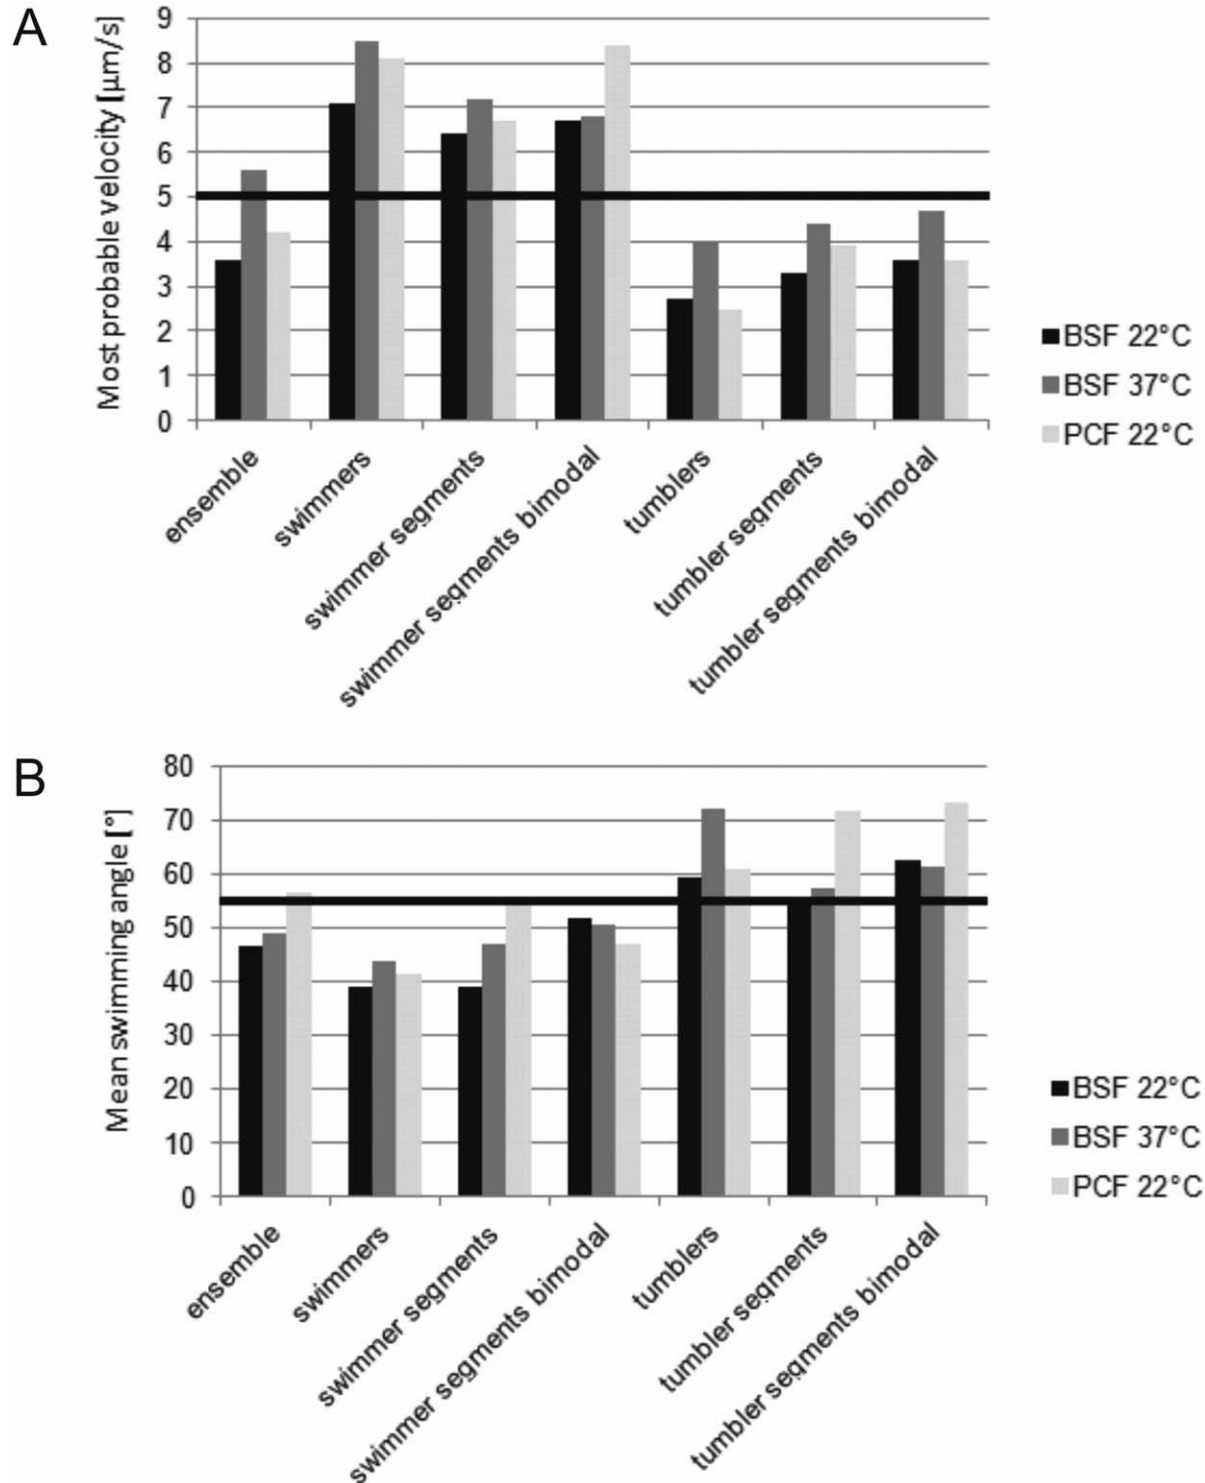 A
Most probable velocity [μm/s]
9
8
7
6
5
4
3
2
1
0
ensemble
swimmers
swimmer segments
swimmer segments bimodal
tumblers
tumbler segments
tumbler segments bimodal
BSF 22°C
BSF 37°C
PCF 22°C
B
Mean swimming angle [°]
80
70
60
50
40
30
20
10
0
ensemble
swimmers
swimmer segments
swimmer segments bimodal
tumblers
tumbler segments
tumbler segments bimodal
BSF 22°C
BSF 37°C
PCF 22°C